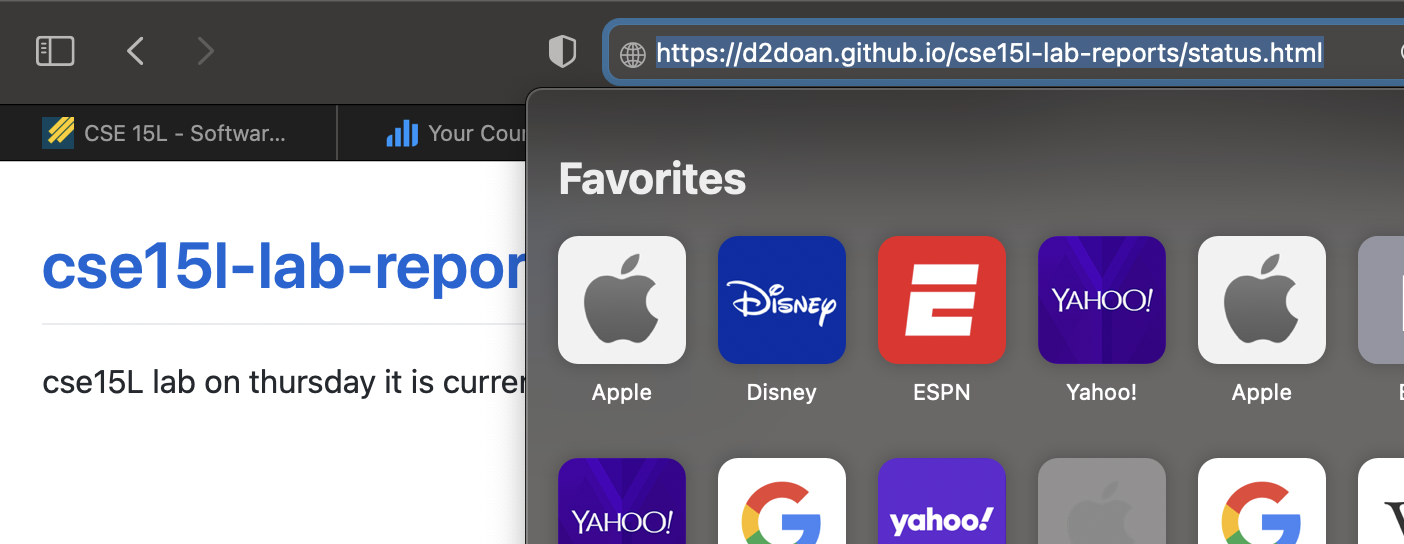 https://d2doan.github.io/cse15l-lab-reports/status.html
CSE 15L - Softwar...
Your Cour
Favorites
cse15l-lab-repor
DISNEY
YAHOO!
Apple
Disney
ESPN
Yahoo!
Apple
cse15L lab on thursday it is curren
YAHOO!
yahoo!